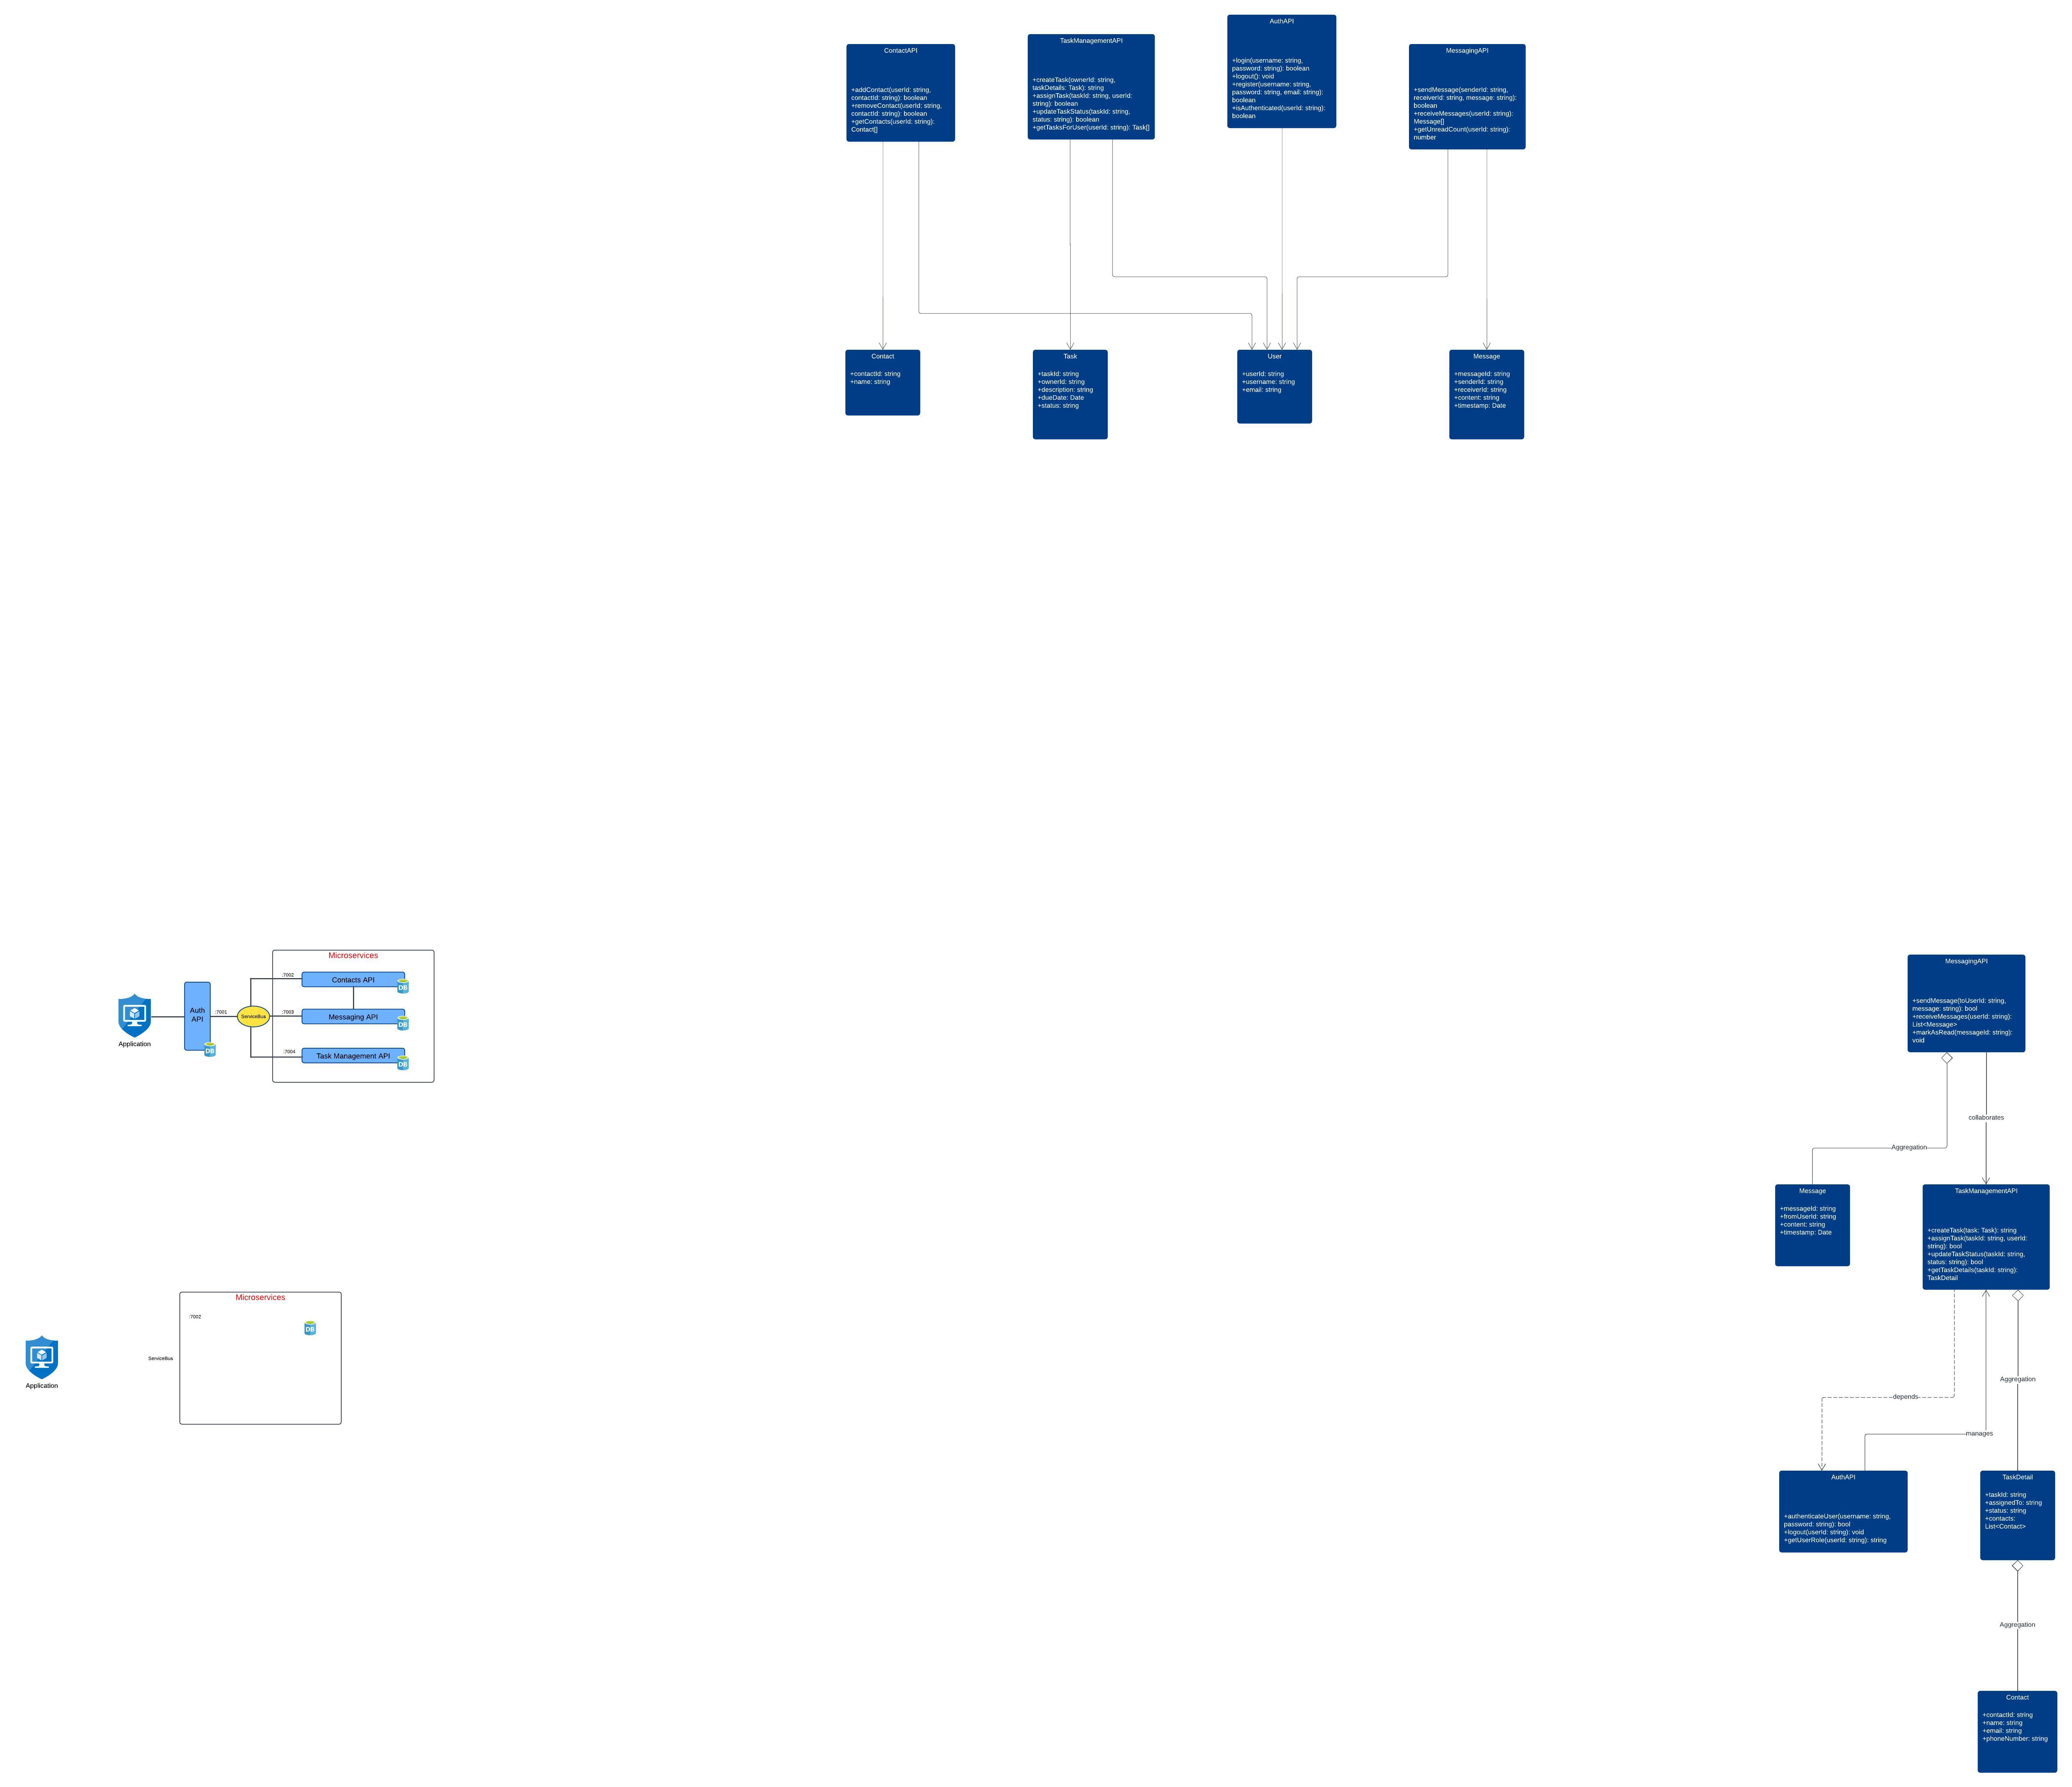 ContactAPI
+addContact(userId: string,
contactId: string): boolean
+removeContact(userId: string,
contactId: string): boolean
+getContacts(userId: string):
Contact[]
TaskManagementAPI
+createTask(ownerId: string,
taskDetails: Task): string
+assignTask(taskId: string, userId:
string): boolean
+updateTaskStatus(taskId: string,
status: string): boolean
+getTasksForUser(userId: string): Task[]
AuthAPI
+login(username: string,
password: string): boolean
+logout(): void
+register(username: string,
password: string, email: string):
boolean
+isAuthenticated(userId: string):
boolean
MessagingAPI
+sendMessage(senderId: string,
receiverId: string, message: string):
boolean
+receiveMessages(userId: string):
Message[]
+getUnreadCount(userId: string):
number
Contact
+contactId: string
+name: string
Task
+taskId: string
+ownerId: string
+description: string
+dueDate: Date
+status: string
User
+userId: string
+username: string
+email: string
Message
+messageId: string
+senderId: string
+receiverId: string
+content: string
+timestamp: Date
Microservices
:7002
Contacts API
DB
Application
Auth
API
DB
:7001
ServiceBua
:7003
Messaging API
DB
:7004
Task Management API
DB
Microservices
:7002
DB
ServiceBua
Application
MessagingAPI
+sendMessage(toUserId: string,
message: string): bool
+receiveMessages(userId: string):
List<Message>
+markAsRead(messageId: string):
void
collaborates
Aggregation
Message
+messageId: string
+fromUserId: string
+content: string
+timestamp: Date
TaskManagementAPI
+createTask(task: Task): string
+assignTask(taskId: string, userId:
string): bool
+updateTaskStatus(taskId: string,
status: string): bool
+getTaskDetails(taskId: string):
TaskDetail
Aggregation
depends
manages
AuthAPI
+authenticateUser(username: string,
password: string): bool
+logout(userId: string): void
+getUserRole(userId: string): string
TaskDetail
+taskId: string
+assignedTo: string
+status: string
+contacts:
List<Contact>
Aggregation
Contact
+contactId: string
+name: string
+email: string
+phoneNumber: string